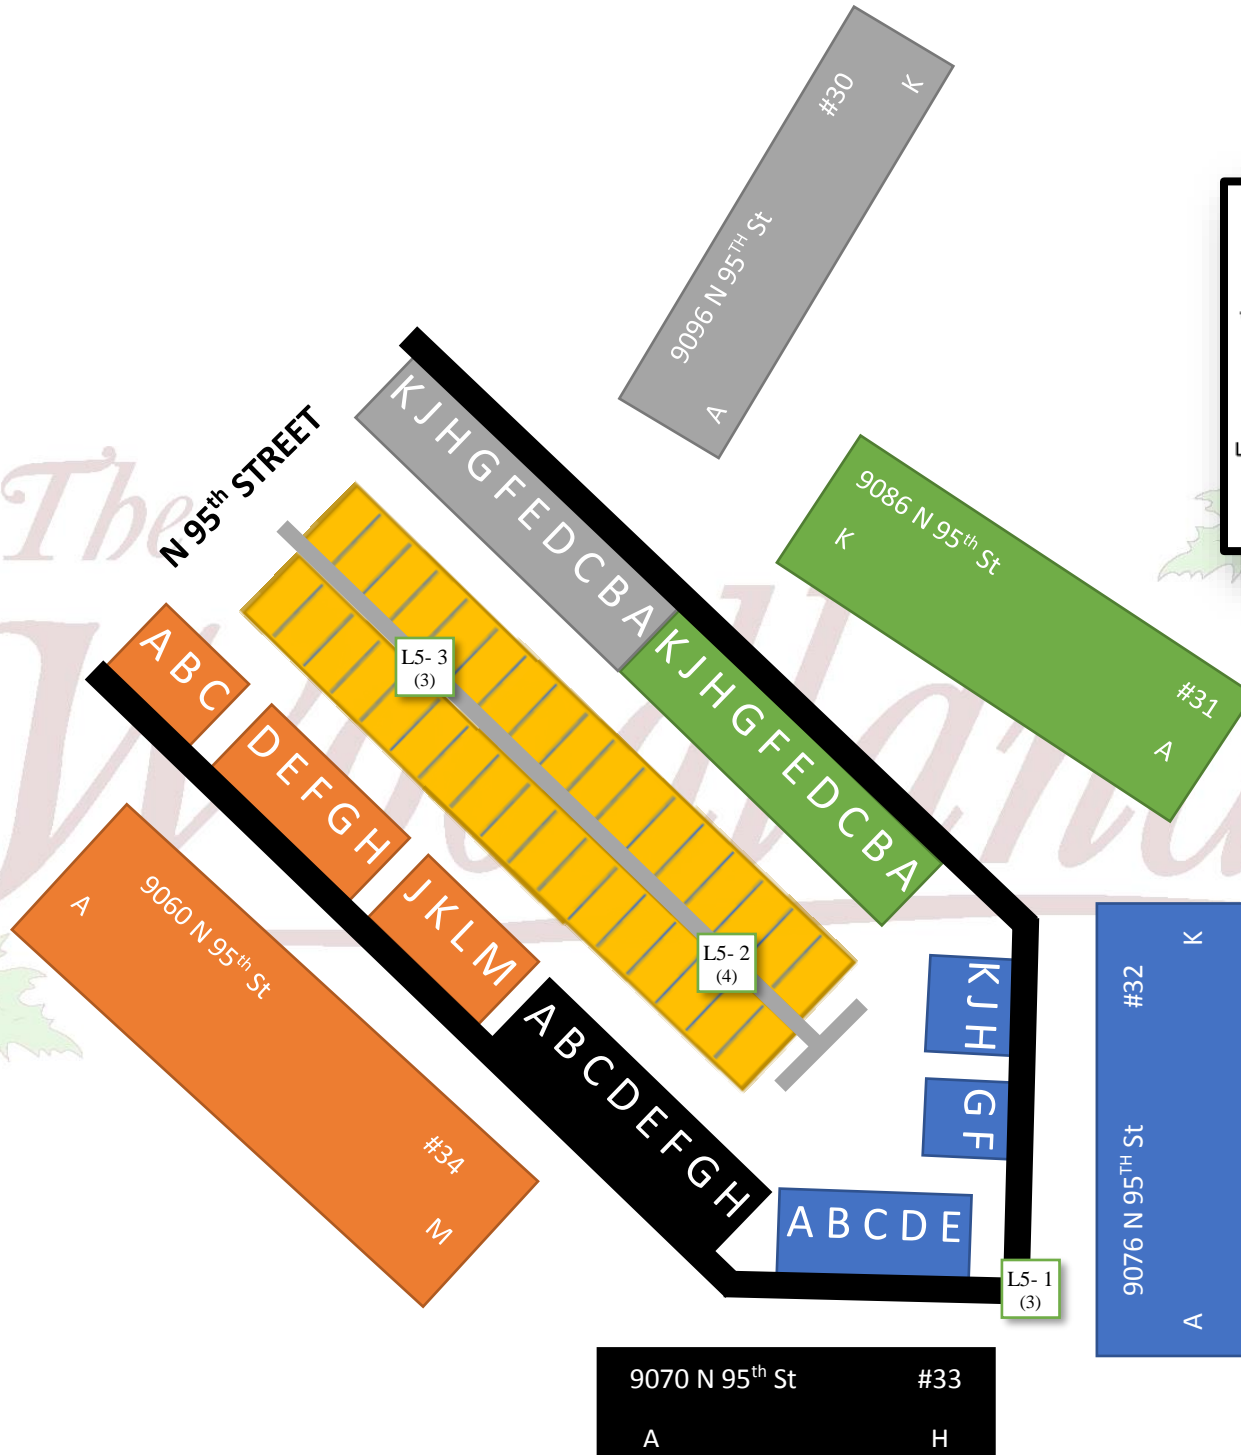 #30
K
9096 N 95TH St
A
N 95th STREET
K J H G F E D C B A
K J H G F E D C B A
9086 N 95th St
K
#31
A
The
L5- 3
(3)
A B C
D E F G H
J K L M
A B C D E F G H
9060 N 95th St
A
#34
M
L5- 2
(4)
K J H
G F
A B C D E
L5- 1
(3)
K
#32
9076 N 95TH St
A
9070 N 95th St #33
A H
L